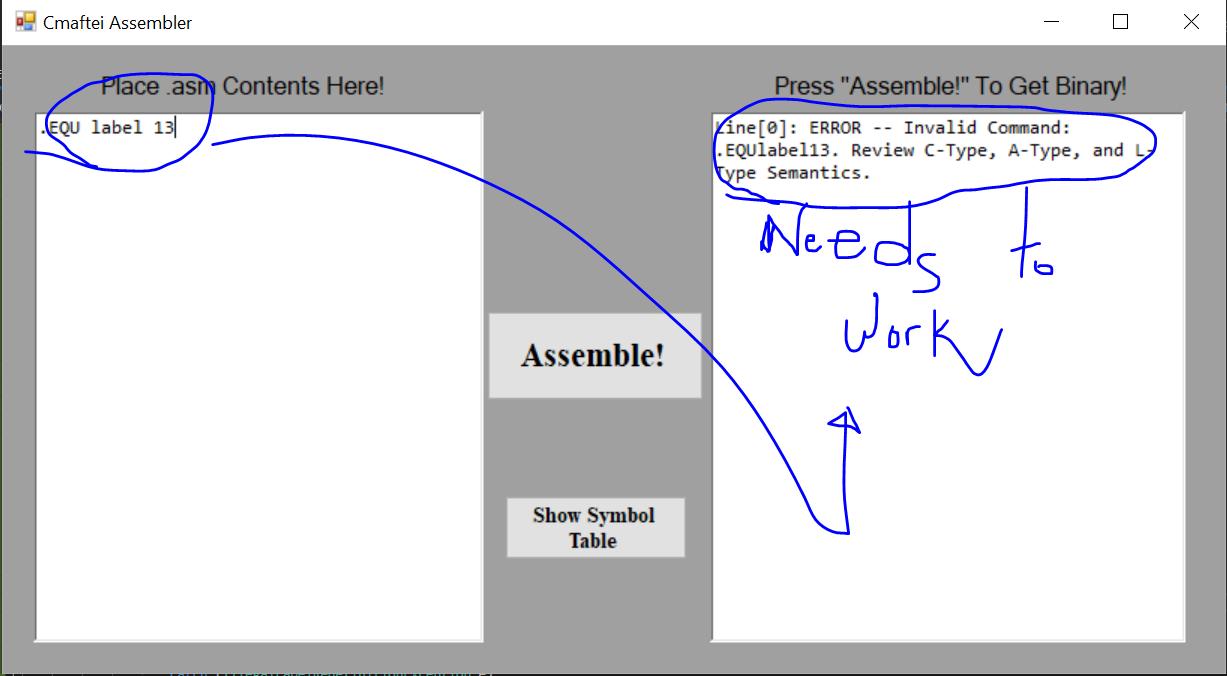 Cmaftei Assembler
Place .asm Contents Here!
Press "Assemble!" To Get Binary!
.EQU label 13
Line[0]: ERROR -- Invalid Command:
.EQUlabel13. Review C-Type, A-Type, and L-
Type Semantics.
Needs to
Work
Assemble!
Show Symbol
Table